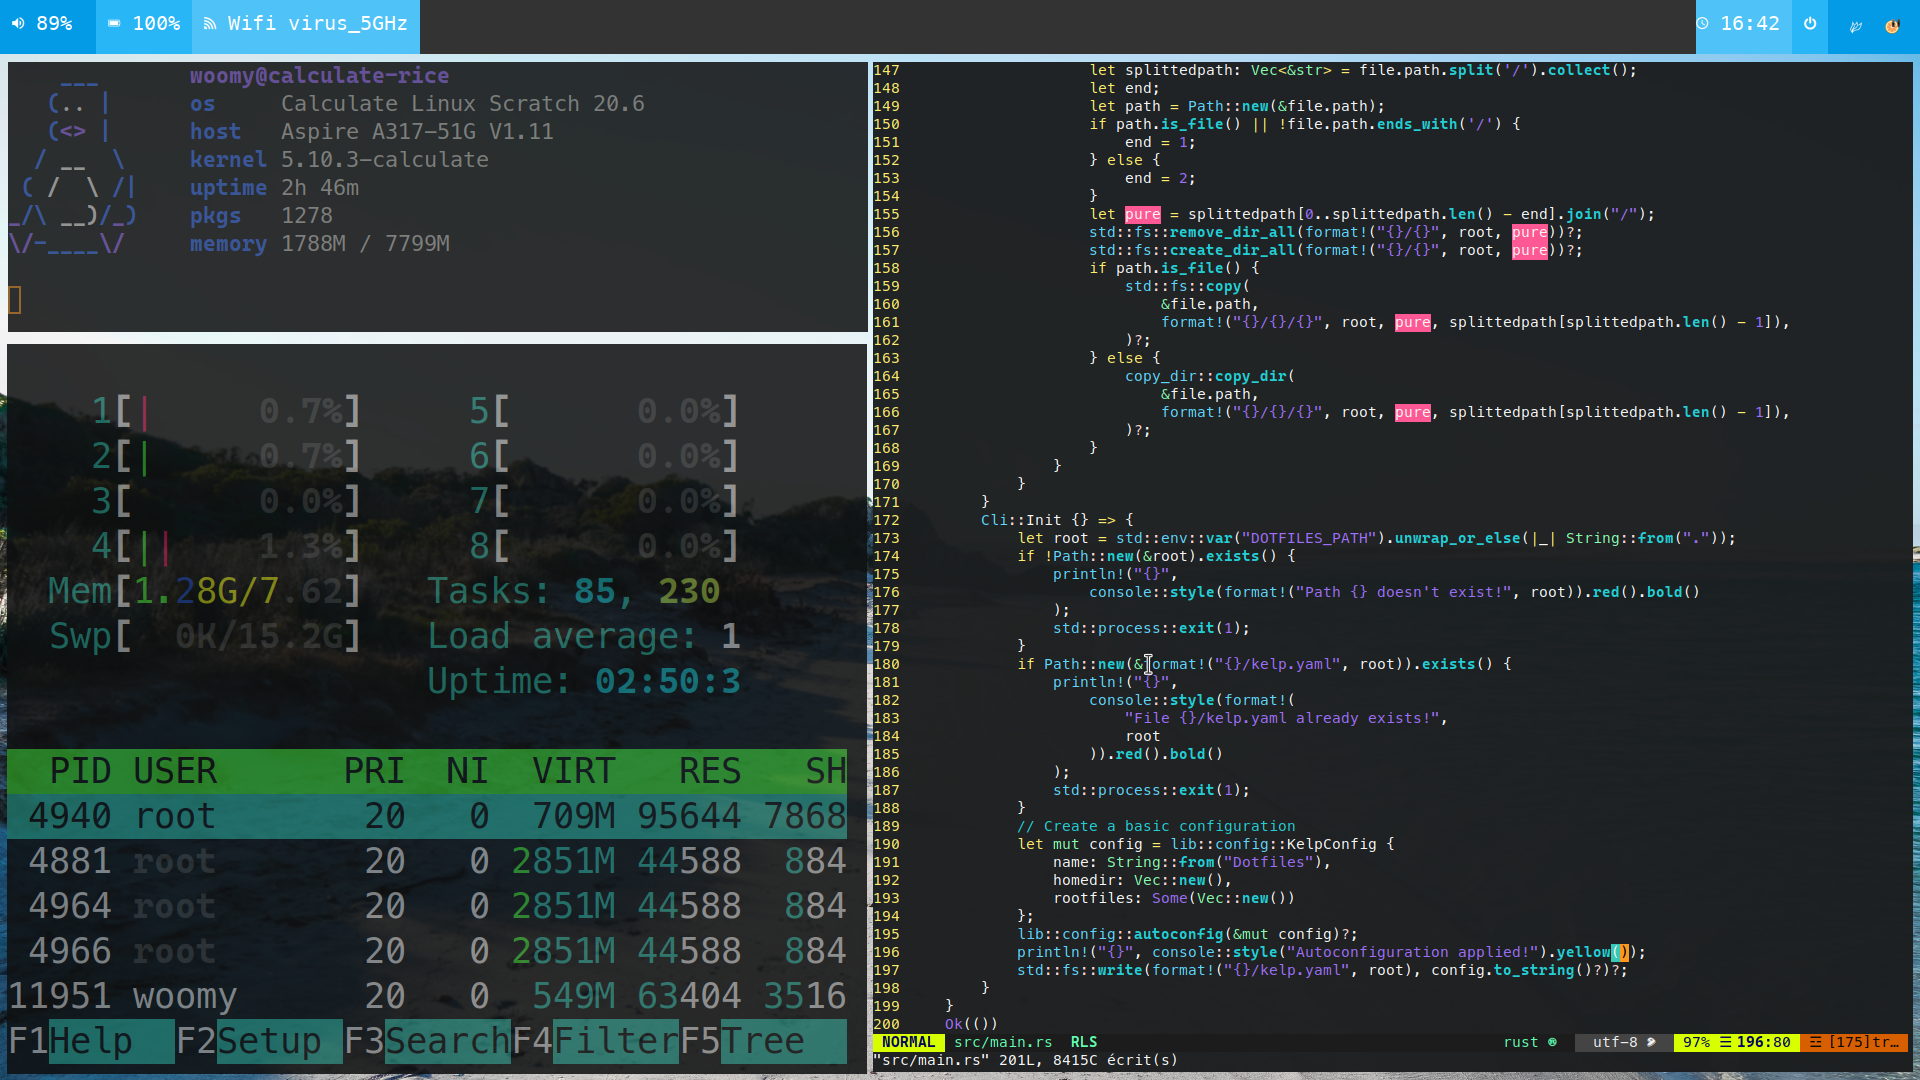 89% 100% Wifi virus_5GHz 16:42
woomy@calculate-rice
os Calculate Linux Scratch 20.6
host Aspire A317-51G V1.11
kernel 5.10.3-calculate
uptime 2h 46m
pkgs 1278
memory 1788M / 7799M
1[| 0.7%] 5[ 0.0%]
2[| 0.7%] 6[ 0.0%]
3[ 0.0%] 7[ 0.0%]
4[|| 1.3%] 8[ 0.0%]
Mem[1.28G/7.62] Tasks: 85, 230
Swp[ 0K/15.2G] Load average: 1
Uptime: 02:50:3
PID USER PRI NI VIRT RES SH
4940 root 20 0 709M 95644 7868
4881 root 20 0 2851M 44588 884
4964 root 20 0 2851M 44588 884
4966 root 20 0 2851M 44588 884
11951 woomy 20 0 549M 63404 3516
F1Help F2Setup F3SearchF4FilterF5Tree
147 let splittedpath: Vec<&str> = file.path.split('/').collect();
148 let end;
149 let path = Path::new(&file.path);
150 if path.is_file() || !file.path.ends_with('/') {
151 end = 1;
152 } else {
153 end = 2;
154 }
155 let pure = splittedpath[0..splittedpath.len() - end].join("/");
156 std::fs::remove_dir_all(format!("{}/{}", root, pure))?;
157 std::fs::create_dir_all(format!("{}/{}", root, pure))?;
158 if path.is_file() {
159 std::fs::copy(
160 &file.path,
161 format!("{}/{}/{}", root, pure, splittedpath[splittedpath.len() - 1]),
162 )?;
163 } else {
164 copy_dir::copy_dir(
165 &file.path,
166 format!("{}/{}/{}", root, pure, splittedpath[splittedpath.len() - 1]),
167 )?;
168 }
169 }
170 }
171 }
172 Cli::Init {} => {
173 let root = std::env::var("DOTFILES_PATH").unwrap_or_else(|_| String::from("."));
174 if !Path::new(&root).exists() {
175 println!("{}",
176 console::style(format!("Path {} doesn't exist!", root)).red().bold()
177 );
178 std::process::exit(1);
179 }
180 if Path::new(&format!("{}/kelp.yaml", root)).exists() {
181 println!("{}",
182 console::style(format!(
183 "File {}/kelp.yaml already exists!",
184 root
185 )).red().bold()
186 );
187 std::process::exit(1);
188 }
189 // Create a basic configuration
190 let mut config = lib::config::KelpConfig {
191 name: String::from("Dotfiles"),
192 homedir: Vec::new(),
193 rootfiles: Some(Vec::new())
194 };
195 lib::config::autoconfig(&mut config)?;
196 println!("{}", console::style("Autoconfiguration applied!").yellow());
197 std::fs::write(format!("{}/kelp.yaml", root), config.to_string()?)?;
198 }
199 }
200 Ok(())
NORMAL src/main.rs RLS rust utf-8 97% ☰ 196:80 ☲ [175]tr…
"src/main.rs" 201L, 8415C écrit(s)